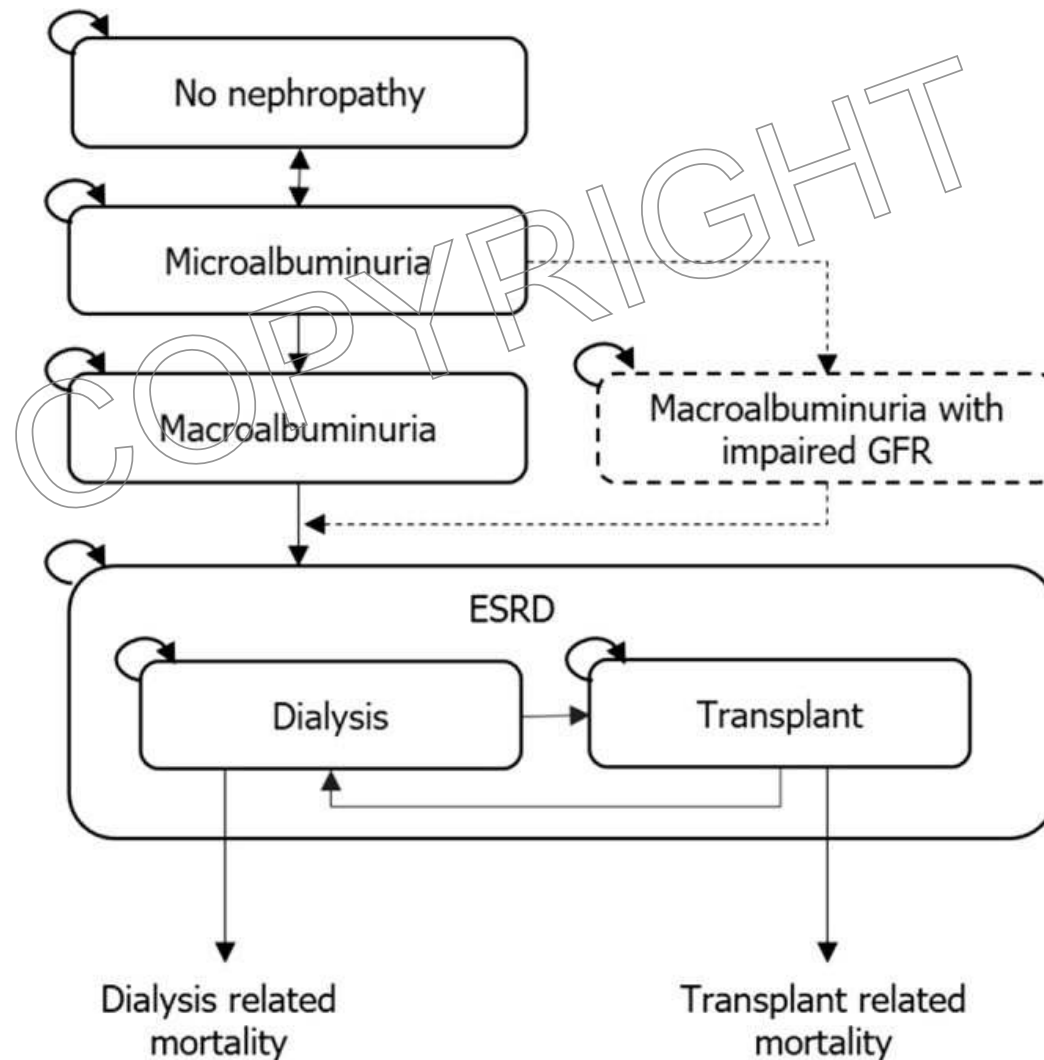 No nephropathy
Microalbuminuria
Macroalbuminuria
Macroalbuminuria with
impaired GFR
ESRD
Dialysis
Transplant
Dialysis related
mortality
Transplant related
mortality
COPYRIGHT